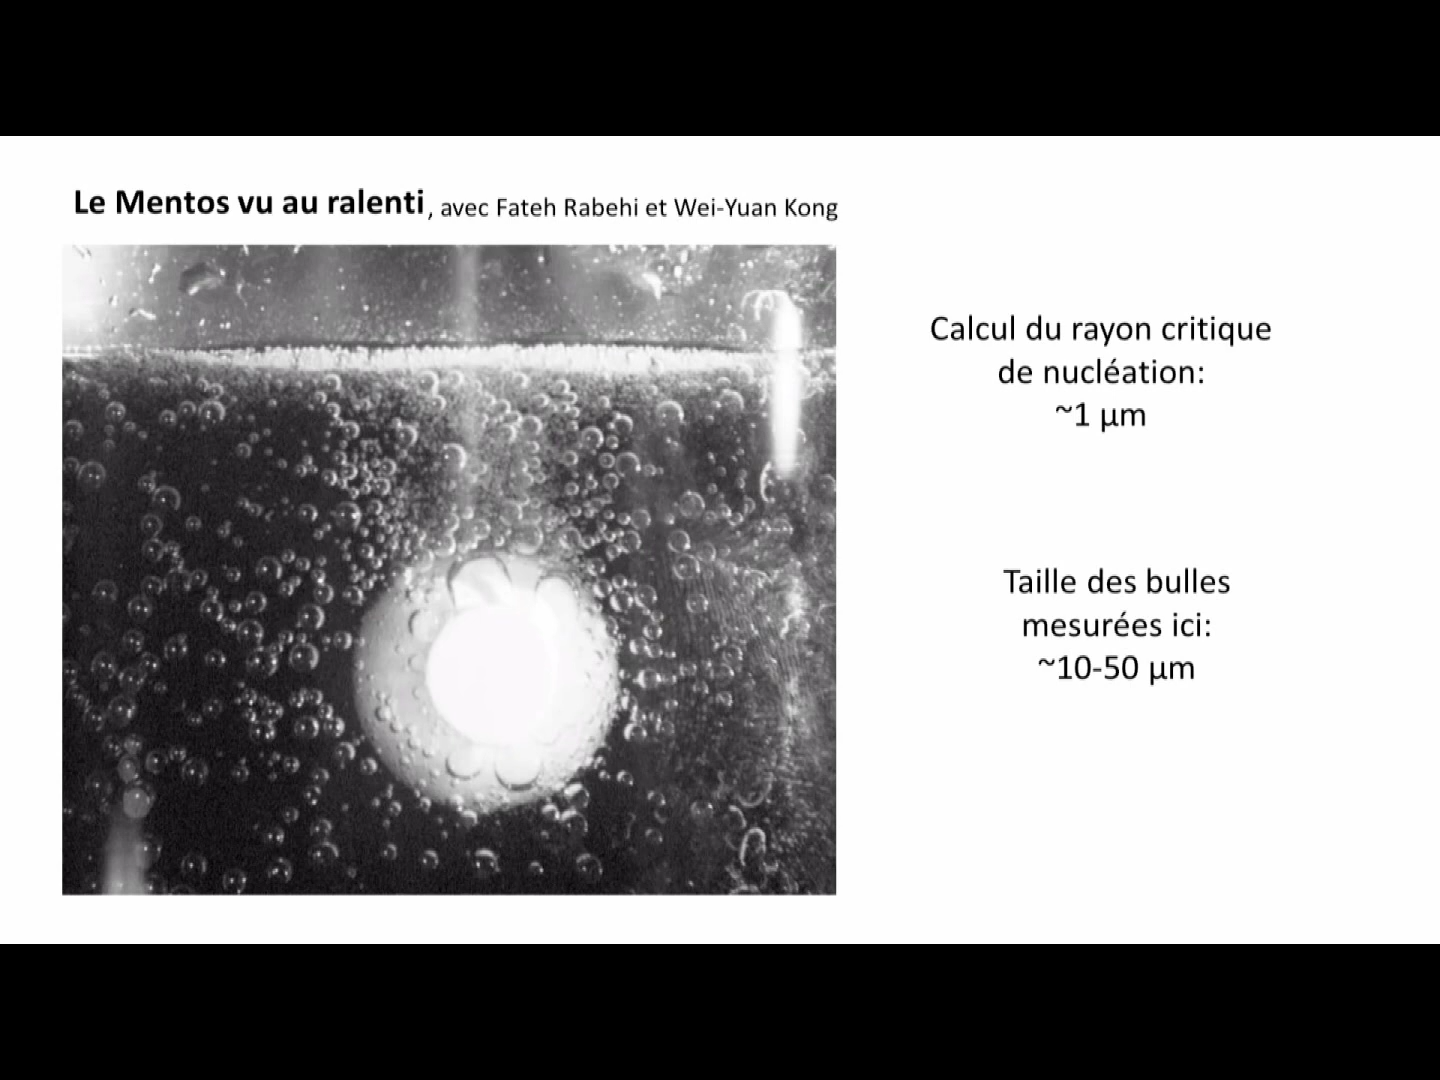 Le Mentos vu au ralenti, avec Fateh Rabehi et Wei-Yuan Kong
Calcul du rayon critique
de nucléation:
~1 µm
Taille des bulles
mesurées ici:
~10-50 µm